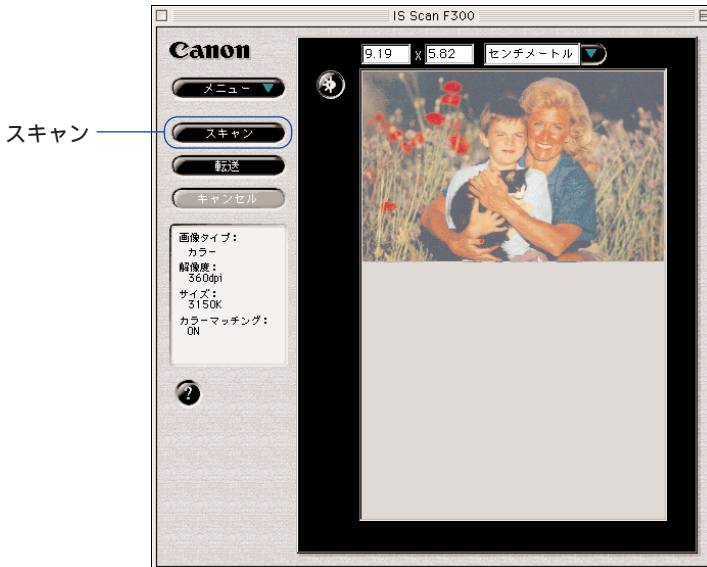 IS Scan F300
Canon
9.19 x 5.82 センチメートル
メニュー
スキャン
スキャン
転送
キャンセル
画像タイプ:
カラー
解像度:
360dpi
サイズ:
3150K
カラーマッチング:
ON
?